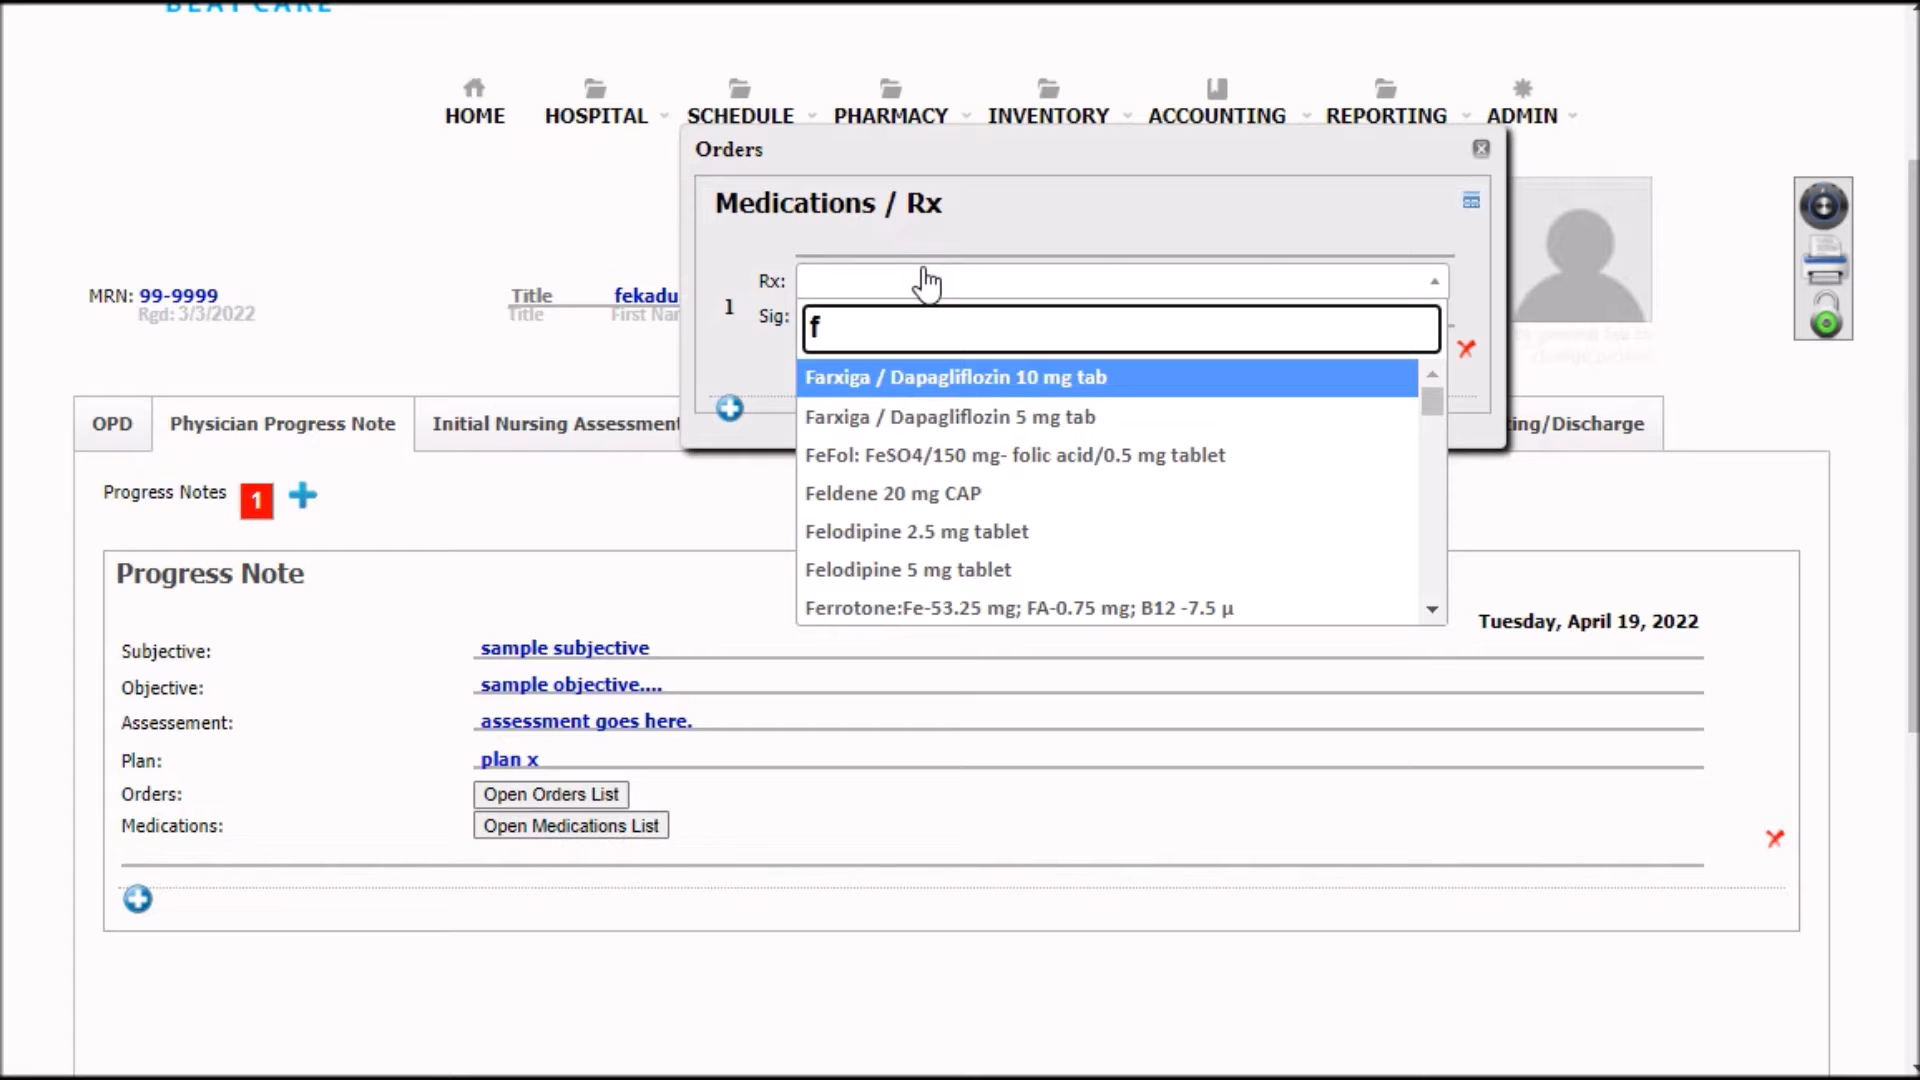 BEAT CARE
HOME HOSPITAL SCHEDULE PHARMACY INVENTORY ACCOUNTING REPORTING ADMIN
Orders
Medications / Rx
Rx:
1 Sig:
f
Farxiga / Dapagliflozin 10 mg tab
Farxiga / Dapagliflozin 5 mg tab
FeFol: FeSO4/150 mg- folic acid/0.5 mg tablet
Feldene 20 mg CAP
Felodipine 2.5 mg tablet
Felodipine 5 mg tablet
Ferrotone:Fe-53.25 mg; FA-0.75 mg; B12 -7.5 µ
MRN: 99-9999
Rgd: 3/3/2022
Title fekadu
Title First Nar
OPD Physician Progress Note Initial Nursing Assessment ing/Discharge
Progress Notes 1
Progress Note
Tuesday, April 19, 2022
Subjective: sample subjective
Objective: sample objective....
Assessement: assessment goes here.
Plan: plan x
Orders: Open Orders List
Medications: Open Medications List